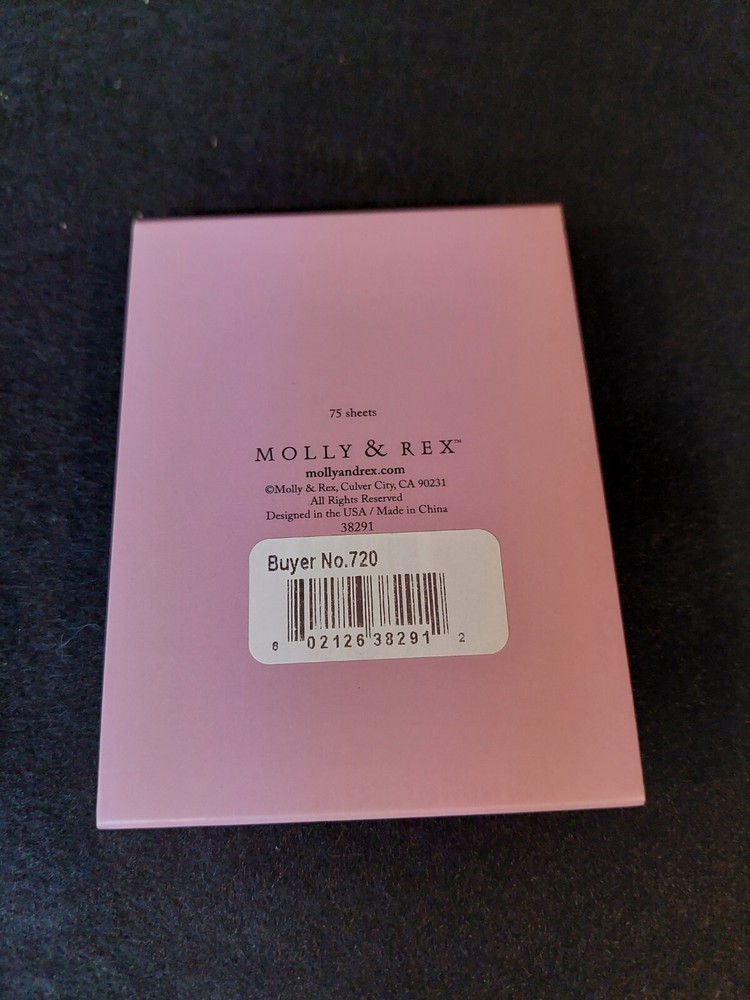 75 sheets
MOLLY & REX™
mollyandrex.com
©Molly & Rex, Culver City, CA 90231
All Rights Reserved
Designed in the USA / Made in China
38291
Buyer No.720
8 02126 38291 2